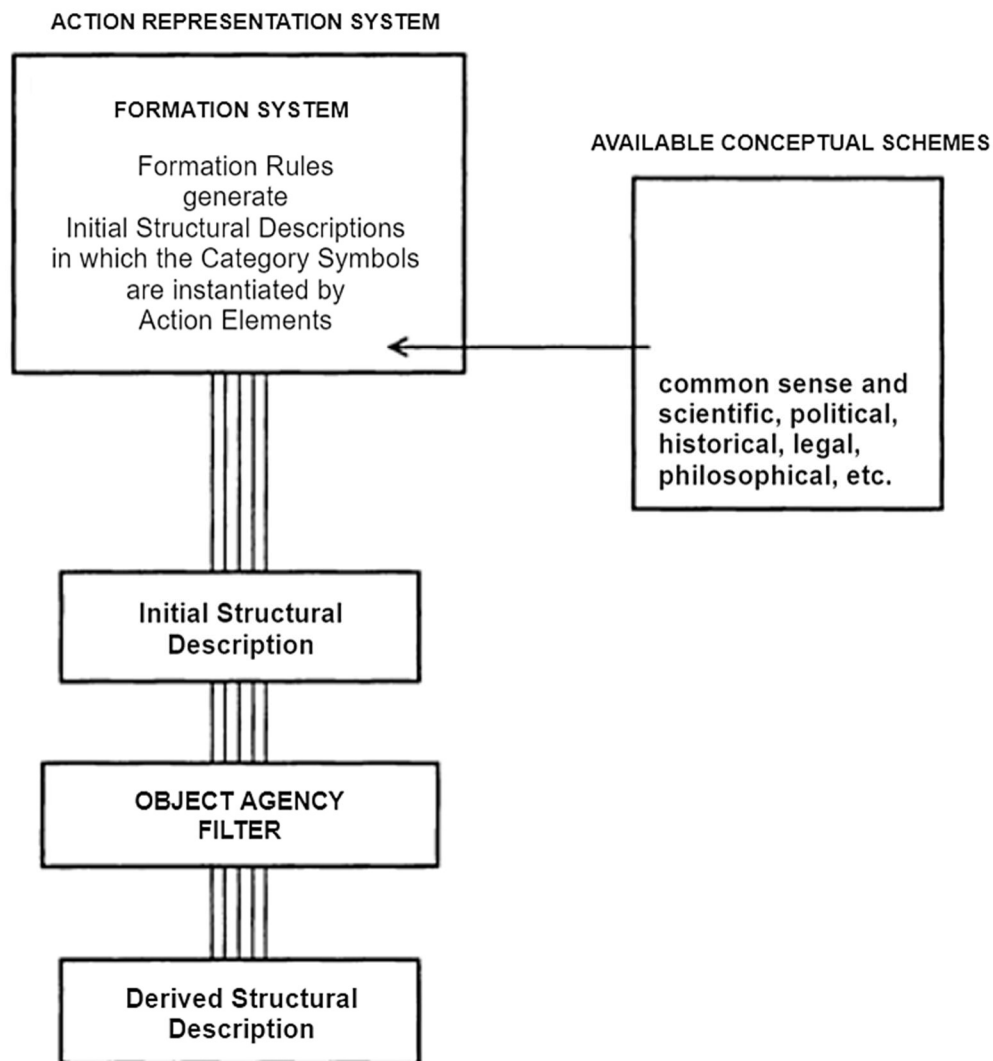 ACTION REPRESENTATION SYSTEM
FORMATION SYSTEM
Formation Rules
generate
Initial Structural Descriptions
in which the Category Symbols
are instantiated by
Action Elements
AVAILABLE CONCEPTUAL SCHEMES
common sense and
scientific, political,
historical, legal,
philosophical, etc.
Initial Structural
Description
OBJECT AGENCY
FILTER
Derived Structural
Description